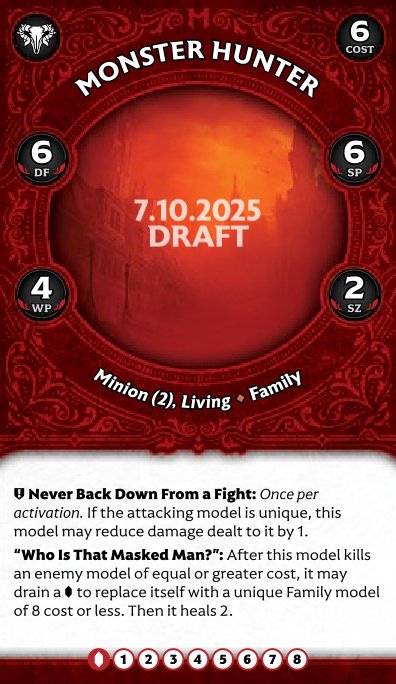 6
COST
MONSTER HUNTER
6
DF
6
SP
7.10.2025
DRAFT
4
WP
2
SZ
Minion (2), Living ♦ Family
Never Back Down From a Fight: Once per
activation. If the attacking model is unique, this
model may reduce damage dealt to it by 1.
“Who Is That Masked Man?”: After this model kills
an enemy model of equal or greater cost, it may
drain a to replace itself with a unique Family model
of 8 cost or less. Then it heals 2.
1 2 3 4 5 6 7 8